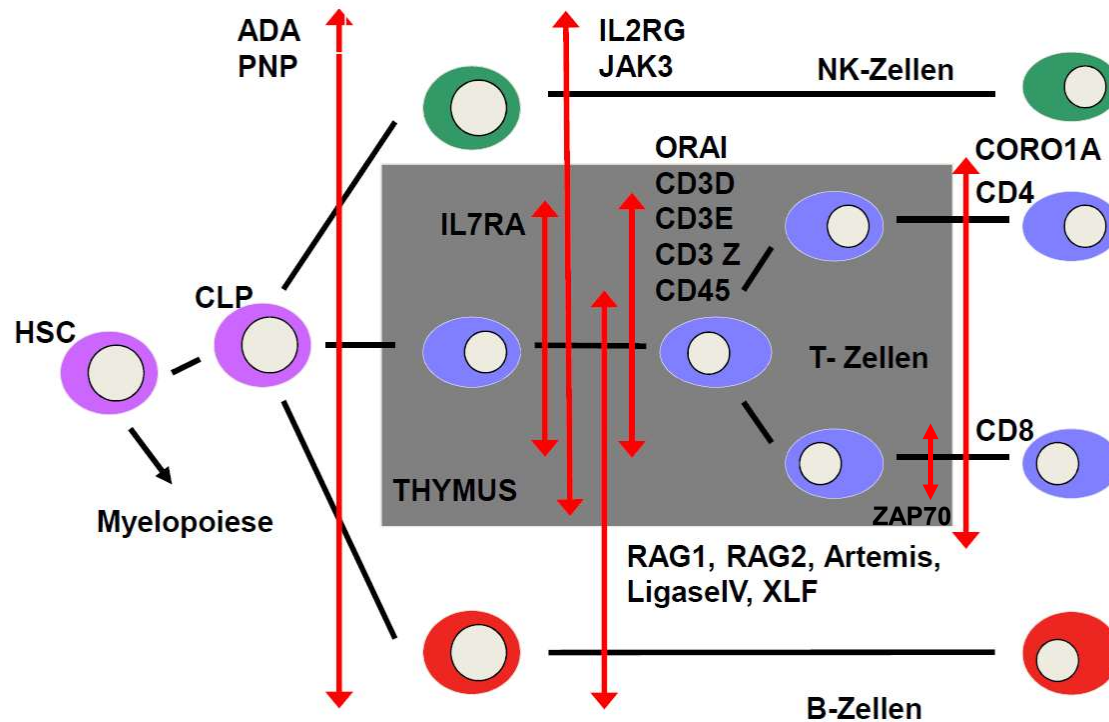 ADA
PNP
IL2RG
JAK3
NK-Zellen
ORAI
CD3D
CD3E
CD3 Z
CD45
CORO1A
CD4
IL7RA
CLP
HSC
T- Zellen
CD8
THYMUS
ZAP70
Myelopoiese
RAG1, RAG2, Artemis,
LigaseIV, XLF
B-Zellen